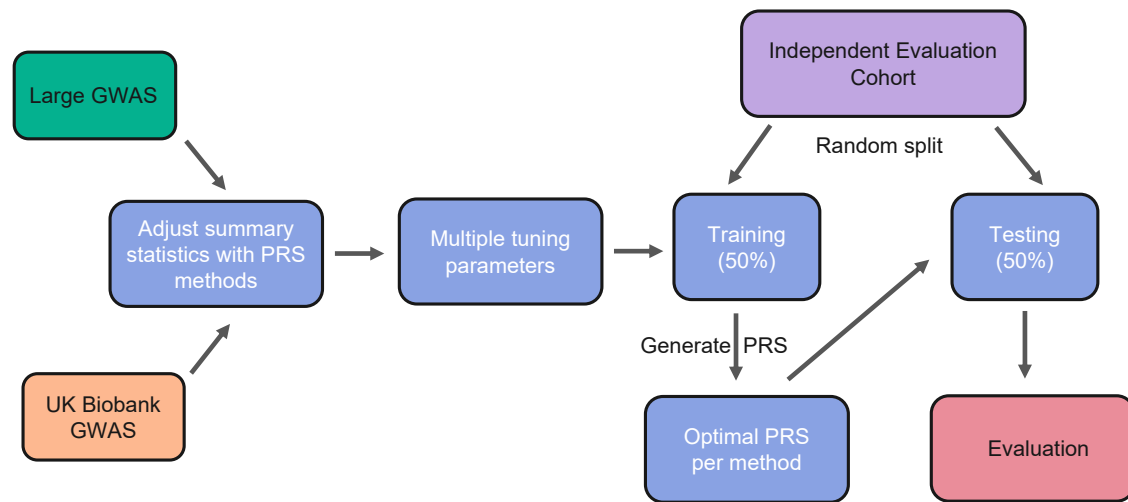 Independent Evaluation
Cohort
Large GWAS
Random split
Adjust summary
statistics with PRS
methods
Multiple tuning
parameters
Training
(50%)
Testing
(50%)
Generate PRS
UK Biobank
GWAS
Optimal PRS
per method
Evaluation